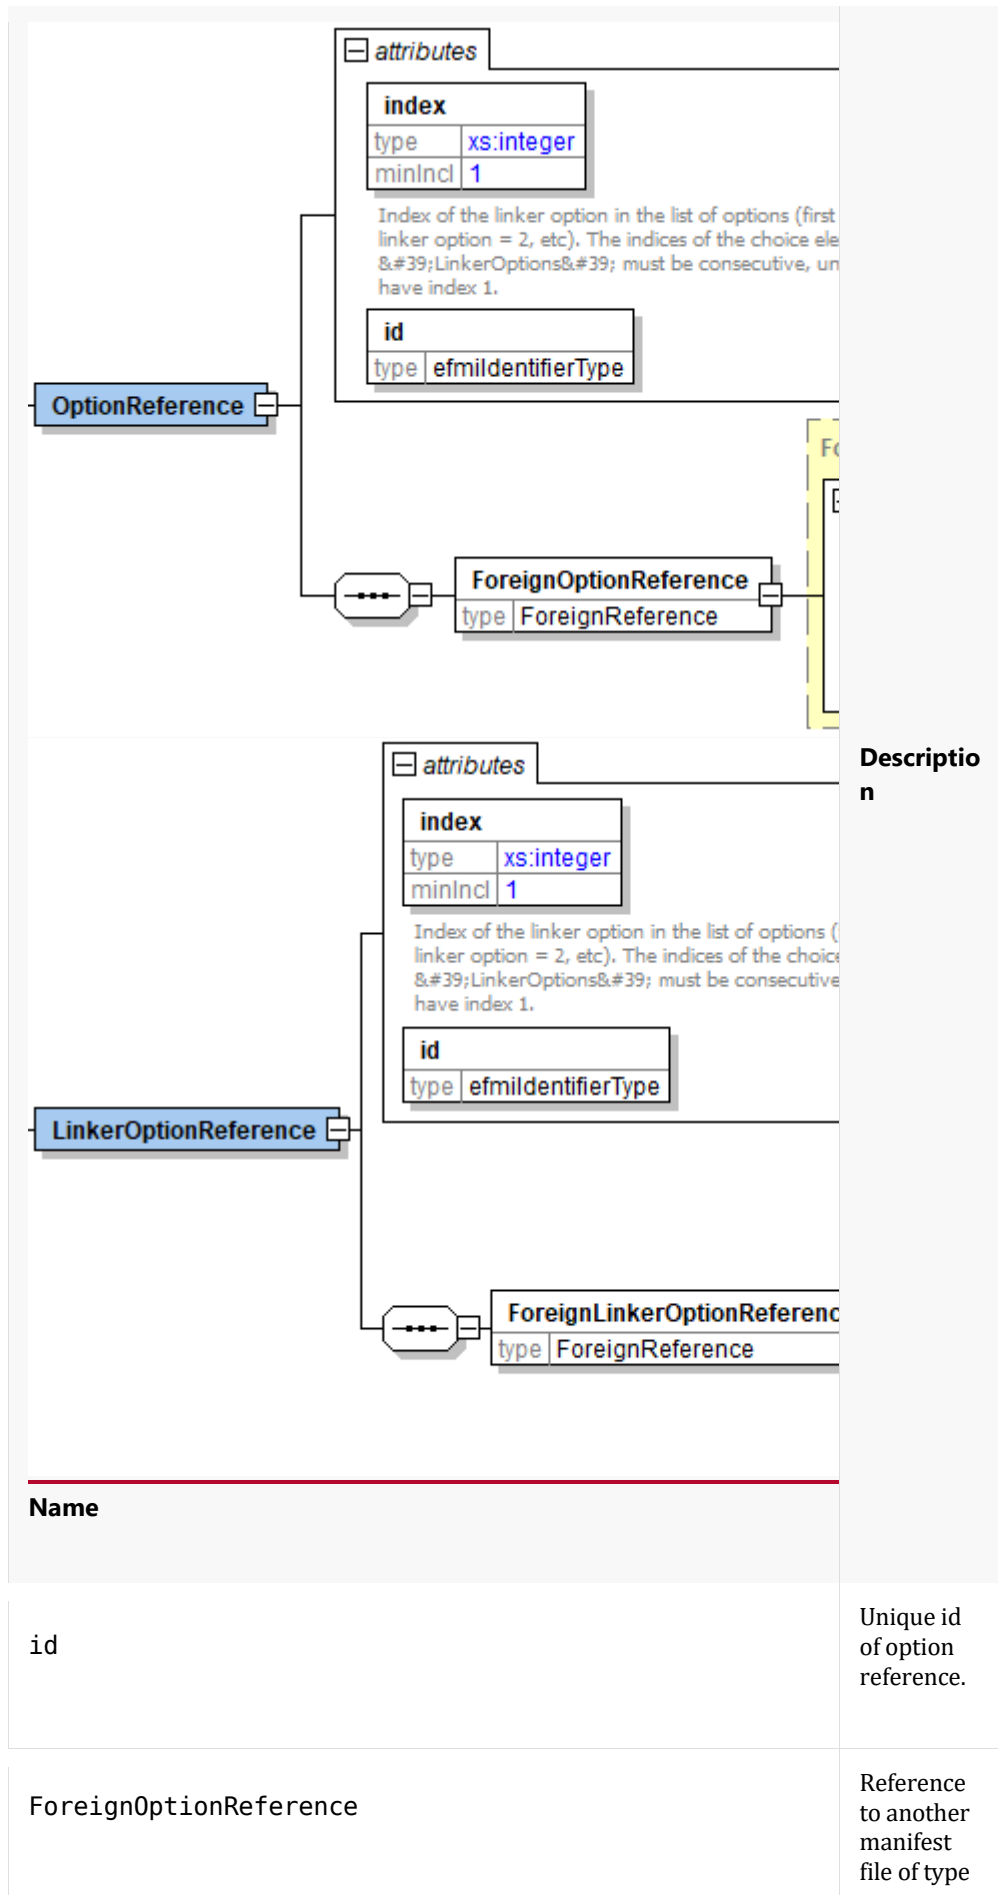 attributes
index
type xs:integer
minIncl 1
Index of the linker option in the list of options (first
linker option = 2, etc). The indices of the choice ele
&#39;LinkerOptions&#39; must be consecutive, un
have index 1.
id
type efmiIdentifierType
OptionReference
Fo
ForeignOptionReference
type ForeignReference
attributes
Descriptio
n
index
type xs:integer
minIncl 1
Index of the linker option in the list of options (
linker option = 2, etc). The indices of the choice
&#39;LinkerOptions&#39; must be consecutive
have index 1.
id
type efmiIdentifierType
LinkerOptionReference
ForeignLinkerOptionReferenc
type ForeignReference
Name
id
Unique id
of option
reference.
ForeignOptionReference
Reference
to another
manifest
file of type